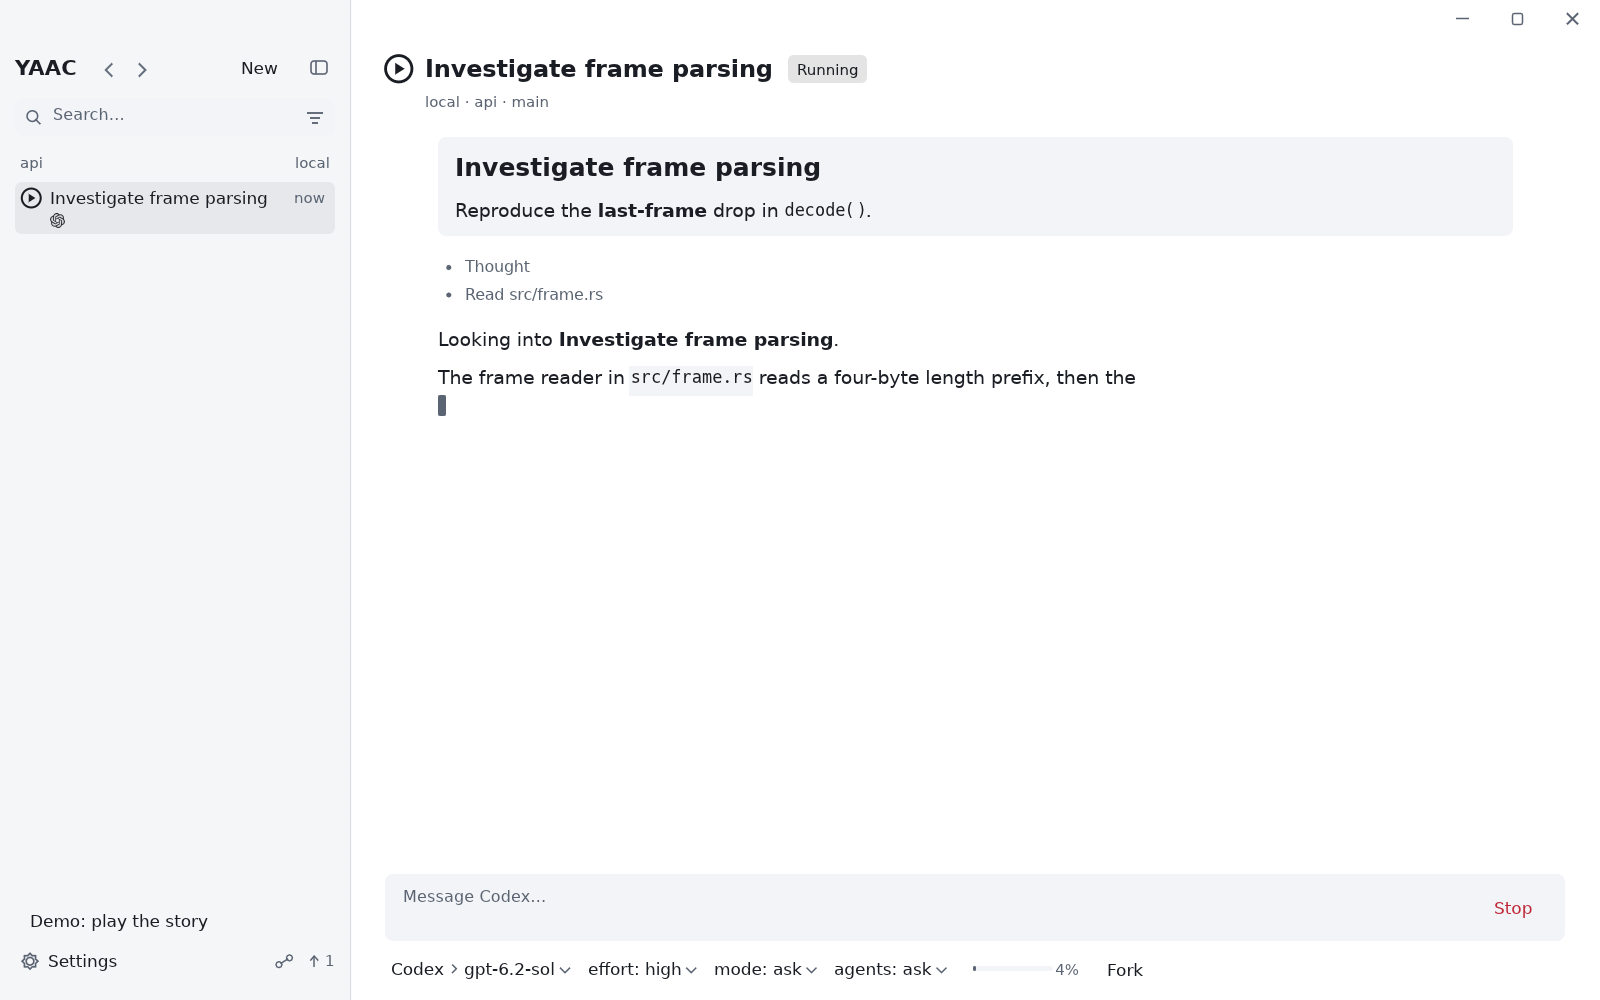 YAAC
New
Search…
api
local
Investigate frame parsing
now
Demo: play the story
Settings
1
Investigate frame parsing
Running
local · api · main
Investigate frame parsing
Reproduce the last-frame drop in decode().
• Thought
• Read src/frame.rs
Looking into Investigate frame parsing.
The frame reader in src/frame.rs reads a four-byte length prefix, then the
Message Codex…
Stop
Codex
gpt-6.2-sol
effort: high
mode: ask
agents: ask
4%
Fork